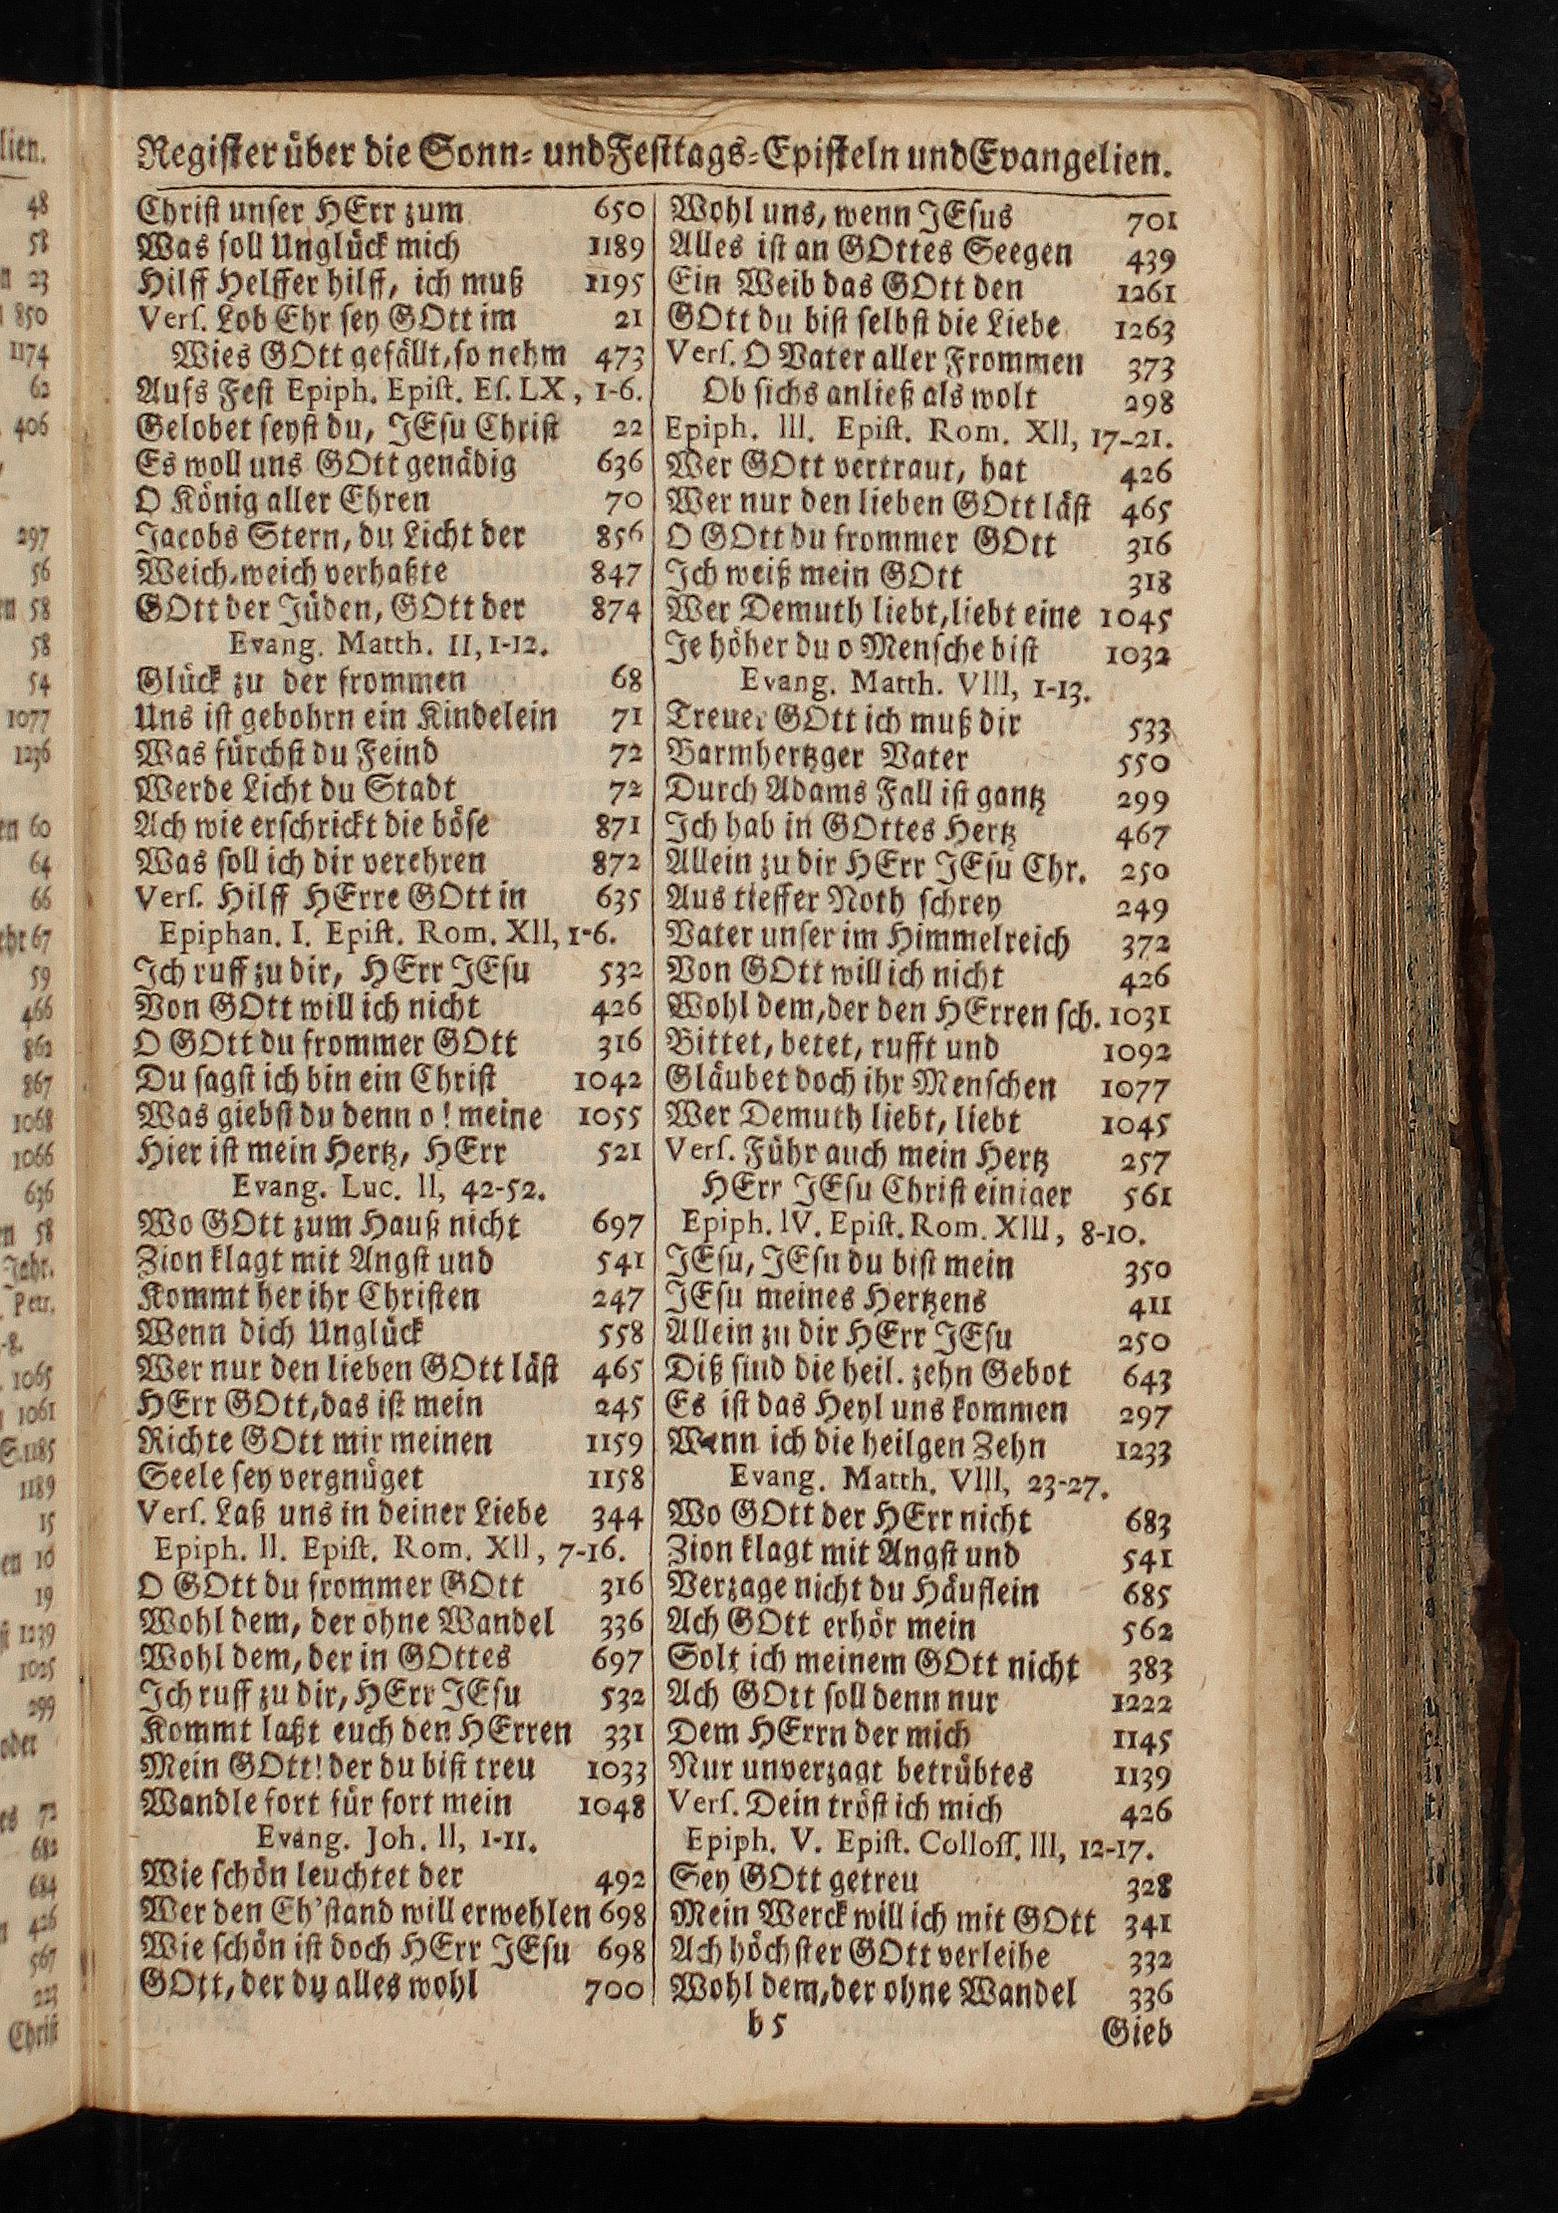 Register über die Sonn- und Festtags-Episteln und Evangelien.
Christ unser HErr zum 650
Was soll Unglück mich 1189
Hilff Helffer hilff, ich muß 1195
Vers. Lob Ehr sey GOtt im 21
Wies GOtt gefällt, so nehm 473
Aufs Fest Epiph. Epist. Es. LX, 1-6.
Gelobet seyst du, JEsu Christ 22
Es woll uns GOtt genädig 636
O König aller Ehren 70
Jacobs Stern, du Licht der 856
Weich, weich verhaßte 847
GOtt der Jüden, GOtt der 874
Evang. Matth. II, 1-12.
Glück zu der frommen 68
Uns ist gebohrn ein Kindelein 71
Was fürchst du Feind 72
Werde Licht du Stadt 72
Ach wie erschrickt die böse 871
Was soll ich dir verehren 872
Vers. Hilff HErre GOtt in 635
Epiphan. I. Epist. Rom. XII, 1-6.
Ich ruff zu dir, HErr JEsu 532
Von GOtt will ich nicht 426
O GOtt du frommer GOtt 316
Du sagst ich bin ein Christ 1042
Was giebst du denn o! meine 1055
Hier ist mein Hertz, HErr 521
Evang. Luc. II, 42-52.
Wo GOtt zum Hauß nicht 697
Zion klagt mit Angst und 541
Kommt her ihr Christen 247
Wenn dich Unglück 558
Wer nur den lieben GOtt läst 465
HErr GOtt, das ist mein 245
Richte GOtt mir meinen 1159
Seele sey vergnüget 1158
Vers. Laß uns in deiner Liebe 344
Epiph. II. Epist. Rom. XII, 7-16.
O GOtt du frommer GOtt 316
Wohl dem, der ohne Wandel 336
Wohl dem, der in GOttes 697
Ich ruff zu dir, HErr JEsu 532
Kommt laßt euch den HErren 331
Mein GOtt! der du bist treu 1033
Wandle fort für fort mein 1048
Evang. Joh. II, 1-11.
Wie schön leuchtet der 492
Wer den Eh'stand will erwehlen 698
Wie schön ist doch HErr JEsu 698
GOtt, der du alles wohl 700
Wohl uns, wenn JEsus 701
Alles ist an GOttes Seegen 439
Ein Weib das GOtt den 1261
GOtt du bist selbst die Liebe 1263
Vers. O Vater aller Frommen 373
Ob sichs anließ als wolt 298
Epiph. III. Epist. Rom. XII, 17-21.
Wer GOtt vertraut, hat 426
Wer nur den lieben GOtt läst 465
O GOtt du frommer GOtt 316
Ich weiß mein GOtt 318
Wer Demuth liebt, liebt eine 1045
Je höher du o Mensche bist 1032
Evang. Matth. VIII, 1-13.
Treuer GOtt ich muß dir 533
Barmhertzger Vater 550
Durch Adams Fall ist gantz 299
Ich hab in GOttes Hertz 467
Allein zu dir HErr JEsu Chr. 250
Aus tieffer Noth schrey 249
Vater unser im Himmelreich 372
Von GOtt will ich nicht 426
Wohl dem, der den HErren sch. 1031
Bittet, betet, rufft und 1092
Gläubet doch ihr Menschen 1077
Wer Demuth liebt, liebt 1045
Vers. Führ auch mein Hertz 257
HErr JEsu Christ einiger 561
Epiph. IV. Epist. Rom. XIII, 8-10.
JEsu, JEsu du bist mein 350
JEsu meines Hertzens 411
Allein zu dir HErr JEsu 250
Diß sind die heil. zehn Gebot 643
Es ist das Heyl uns kommen 297
Wenn ich die heilgen Zehn 1233
Evang. Matth. VIII, 23-27.
Wo GOtt der HErr nicht 683
Zion klagt mit Angst und 541
Verzage nicht du Häuflein 685
Ach GOtt erhör mein 562
Solt ich meinem GOtt nicht 383
Ach GOtt soll denn nur 1222
Dem HErrn der mich 1145
Nur unverzagt betrübtes 1139
Vers. Dein tröst ich mich 426
Epiph. V. Epist. Coloss. III, 12-17.
Sey GOtt getreu 328
Mein Werck will ich mit GOtt 341
Ach höchster GOtt verleihe 332
Wohl dem, der ohne Wandel 336
b 5
Gieb